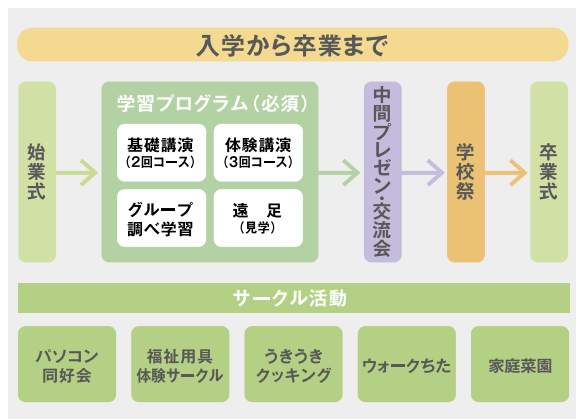 入学から卒業まで
始業式
学習プログラム（必須）
基礎講演
（2回コース）
体験講演
（3回コース）
グループ
調べ学習
遠　足
（見学）
中間プレゼン・交流会
学校祭
卒業式
サークル活動
パソコン
同好会
福祉用具
体験サークル
うきうき
クッキング
ウォークちた
家庭菜園